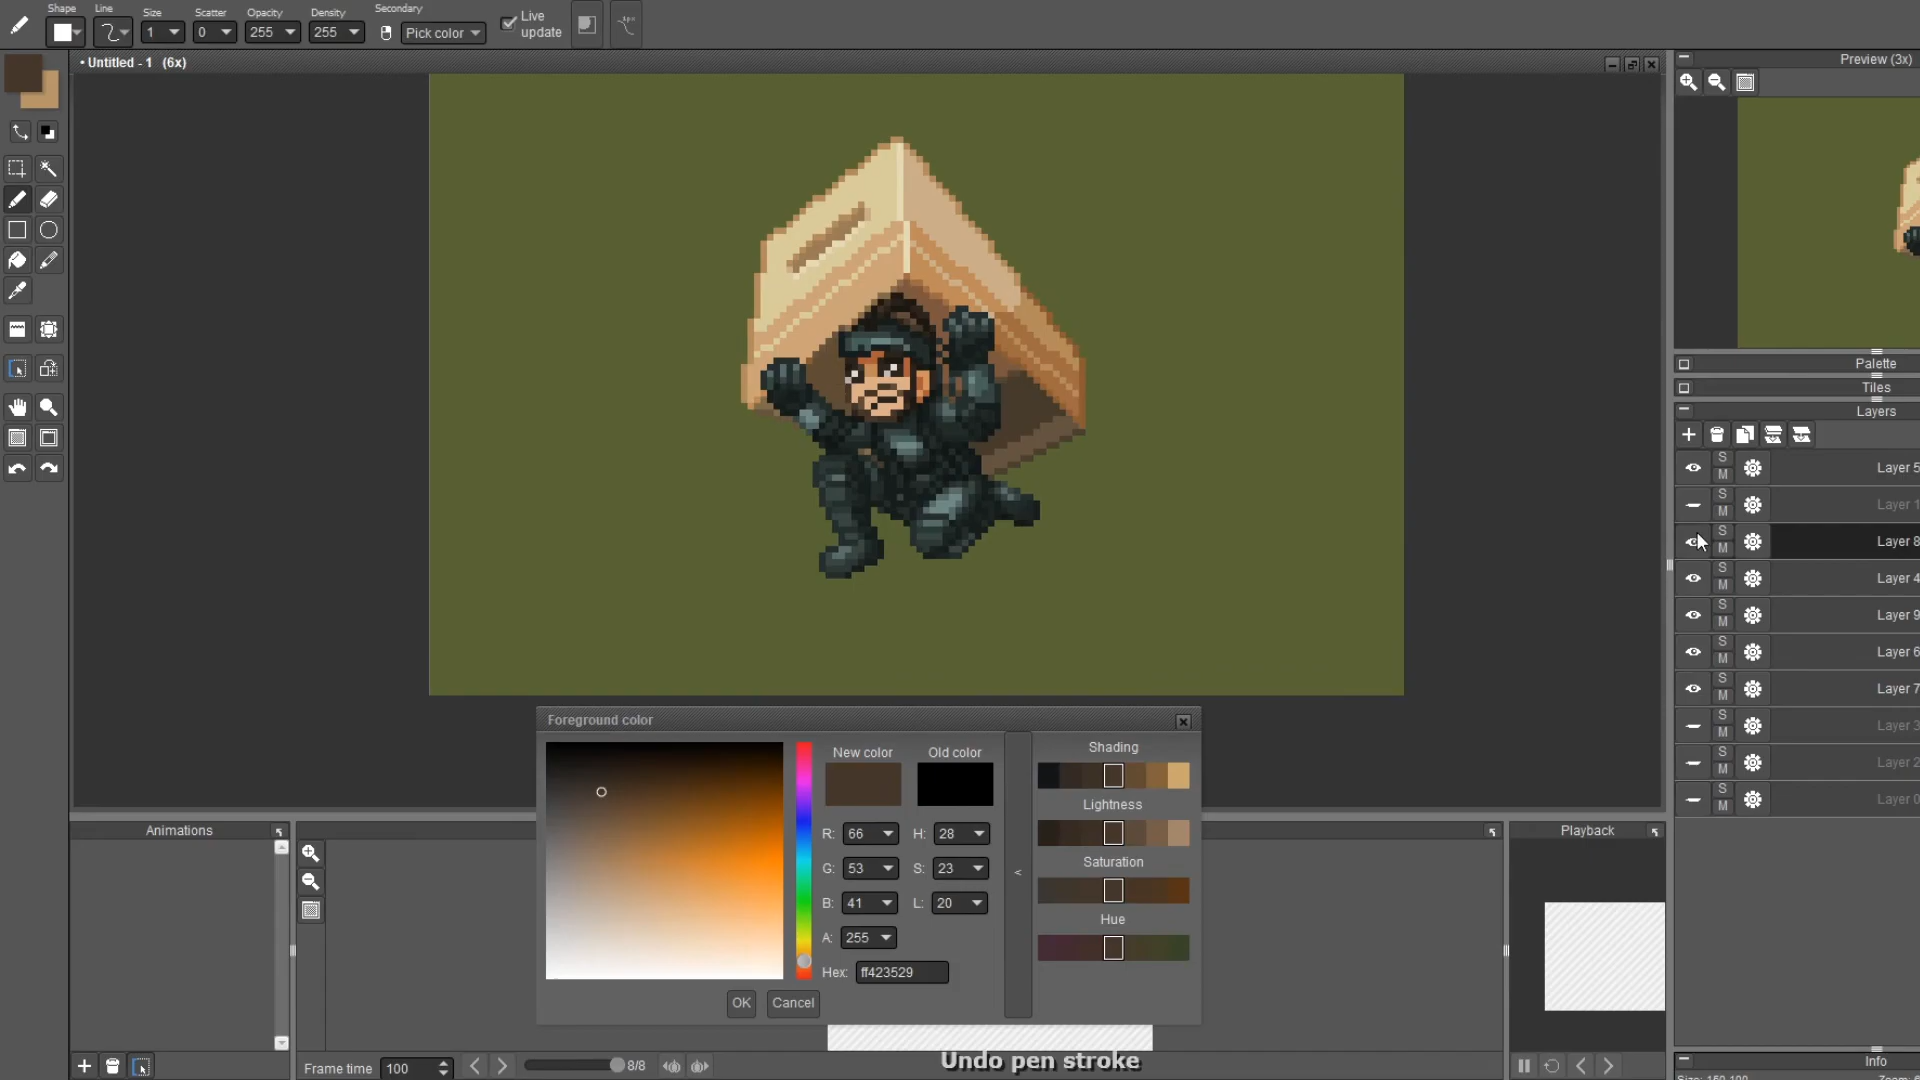 Shape Line Size Scatter Opacity Density Secondary
1 0 255 255 Pick color Live update
• Untitled - 1 (6x)
Preview (3x)
Palette
Tiles
Layers
S M Layer 5
S M Layer 1
S M Layer 8
S M Layer 4
S M Layer 9
S M Layer 6
S M Layer 7
S M Layer 3
S M Layer 2
S M Layer 0
Foreground color
New color Old color
R: 66 H: 28
G: 53 S: 23
B: 41 L: 20
A: 255
Hex: ff423529
OK Cancel
<
Shading
Lightness
Saturation
Hue
Animations
Playback
Frame time 100 8/8
Undo pen stroke
Info